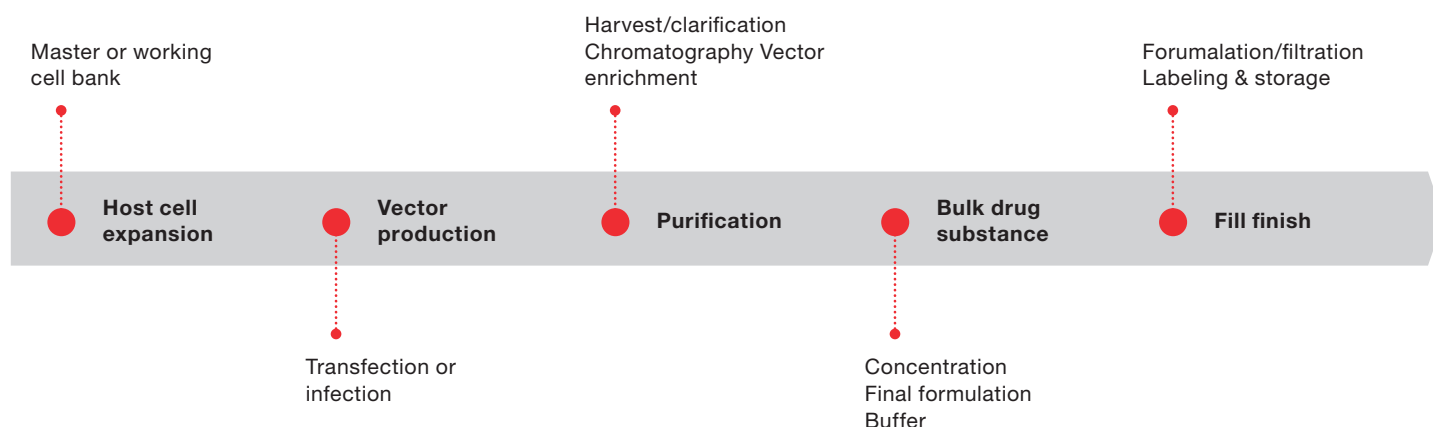 Master or working
cell bank
Harvest/clarification
Chromatography Vector
enrichment
Forumalation/filtration
Labeling & storage
Host cell
expansion
Vector
production
Purification
Bulk drug
substance
Fill finish
Transfection or
infection
Concentration
Final formulation
Buffer